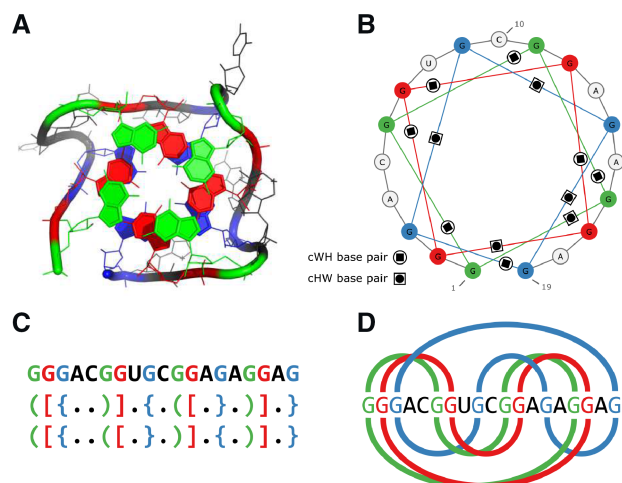 A
B
10
G C G
U G
G A
G G
C A
A G
G G
G A
G G
1 19
cWH base pair
cHW base pair
C
GGGACGGUGCGGAGAGGAG
([{..)].{.([.}.)].}
([{..([.}.)].{.)].}
D
GGGACGGUGCGGAGAGGAG